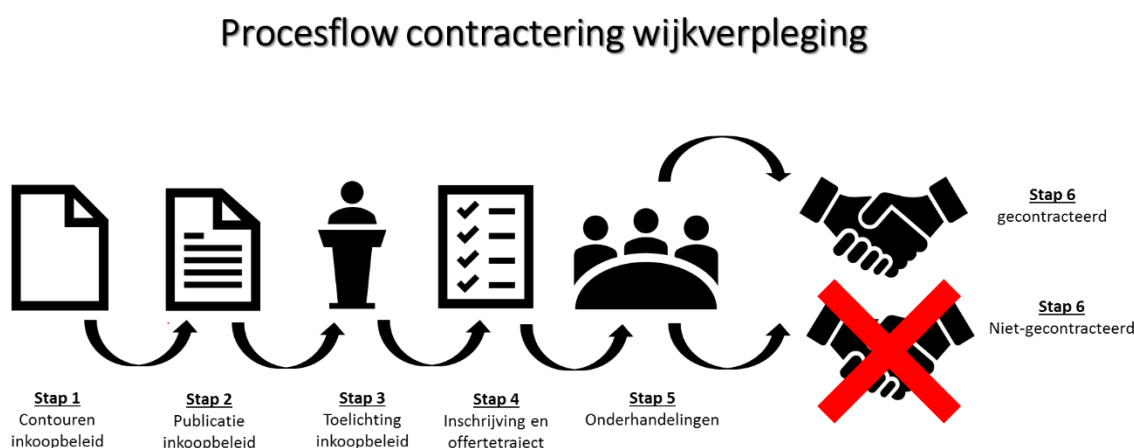 Procesflow contractering wijkverpleging
Stap 1
Contouren
inkoopbeleid
Stap 2
Publicatie
inkoopbeleid
Stap 3
Toelichting
inkoopbeleid
Stap 4
Inschrijving en
offertetraject
Stap 5
Onderhandelingen
Stap 6
gecontracteerd
Stap 6
Niet-gecontracteerd